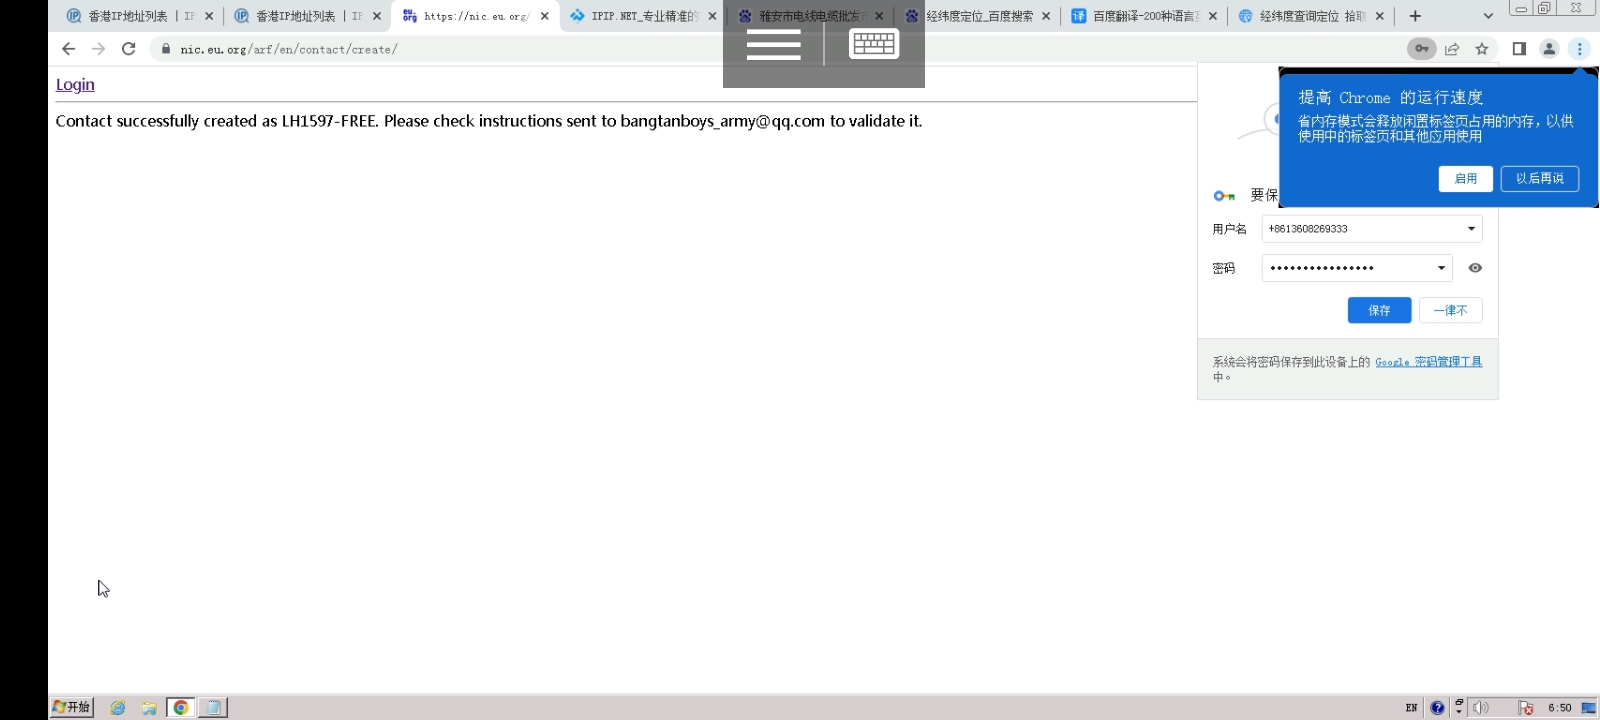 香港IP地址列表 | IP
香港IP地址列表 | IP
https://nic.eu.org/
IPIP.NET_专业精准的
雅安市电线电缆批发
经纬度定位_百度搜索
百度翻译-200种语言互
经纬度查询定位 拾取
nic.eu.org/arf/en/contact/create/
Login
Contact successfully created as LH1597-FREE. Please check instructions sent to bangtanboys_army@qq.com to validate it.
提高 Chrome 的运行速度
省内存模式会释放闲置标签页占用的内存，以供
使用中的标签页和其他应用使用
启用
以后再说
要保
用户名
+8613608269333
密码
••••••••••••••••
保存
一律不
系统会将密码保存到此设备上的 Google 密码管理工具
中。
开始
EN
6:50